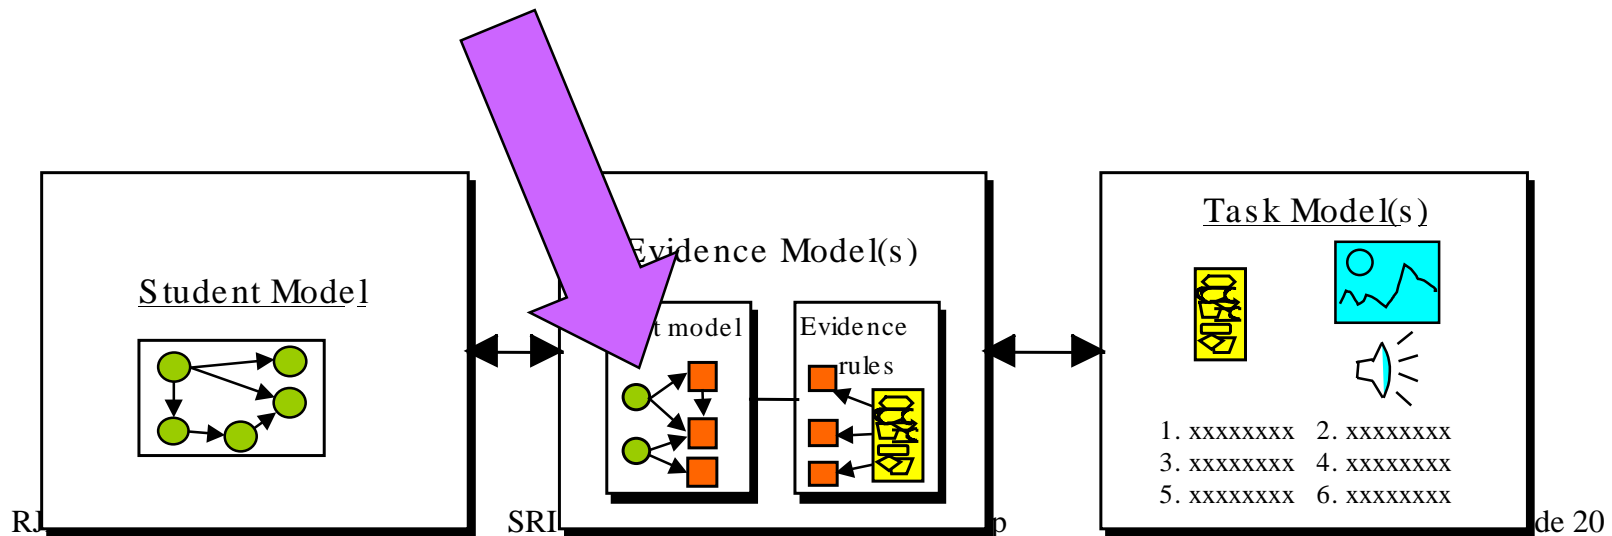 Student Model
Evidence Model(s)
t model
Evidence
rules
Task Model(s)
1. xxxxxxxx 2. xxxxxxxx
3. xxxxxxxx 4. xxxxxxxx
5. xxxxxxxx 6. xxxxxxxx
RJ SRI p de 20